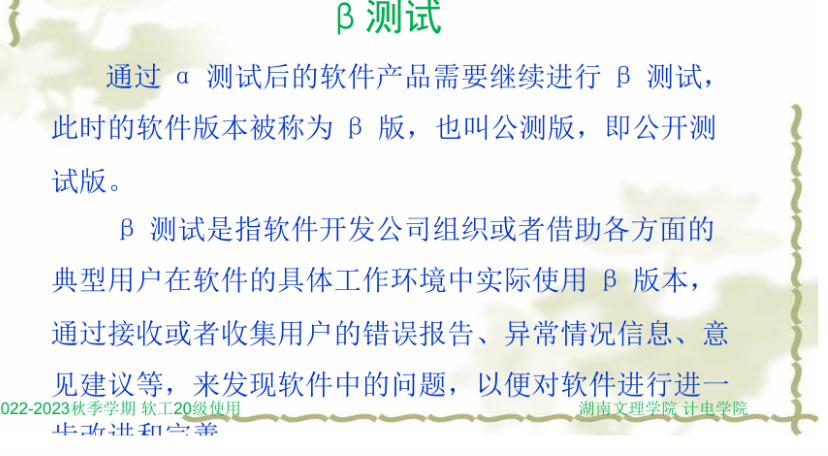 β 测试
通过 α 测试后的软件产品需要继续进行 β 测试，
此时的软件版本被称为 β 版，也叫公测版，即公开测
试版。
β 测试是指软件开发公司组织或者借助各方面的
典型用户在软件的具体工作环境中实际使用 β 版本，
通过接收或者收集用户的错误报告、异常情况信息、意
见建议等，来发现软件中的问题，以便对软件进行进一
022-2023秋季学期 软工20级使用 湖南文理学院 计电学院
步改进和完善